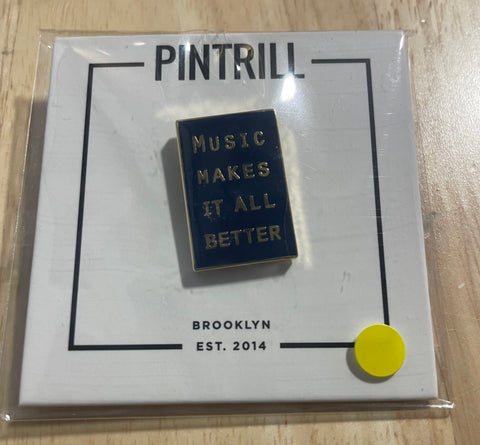 PINTRILL
MUSIC
MAKES
IT ALL
BETTER
BROOKLYN
EST. 2014